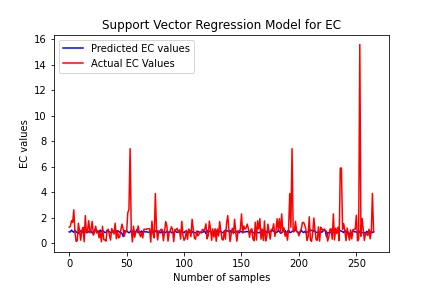 Support Vector Regression Model for EC
Predicted EC values
Actual EC Values
EC values
16
14
12
10
8
6
4
2
0
0 50 100 150 200 250
Number of samples